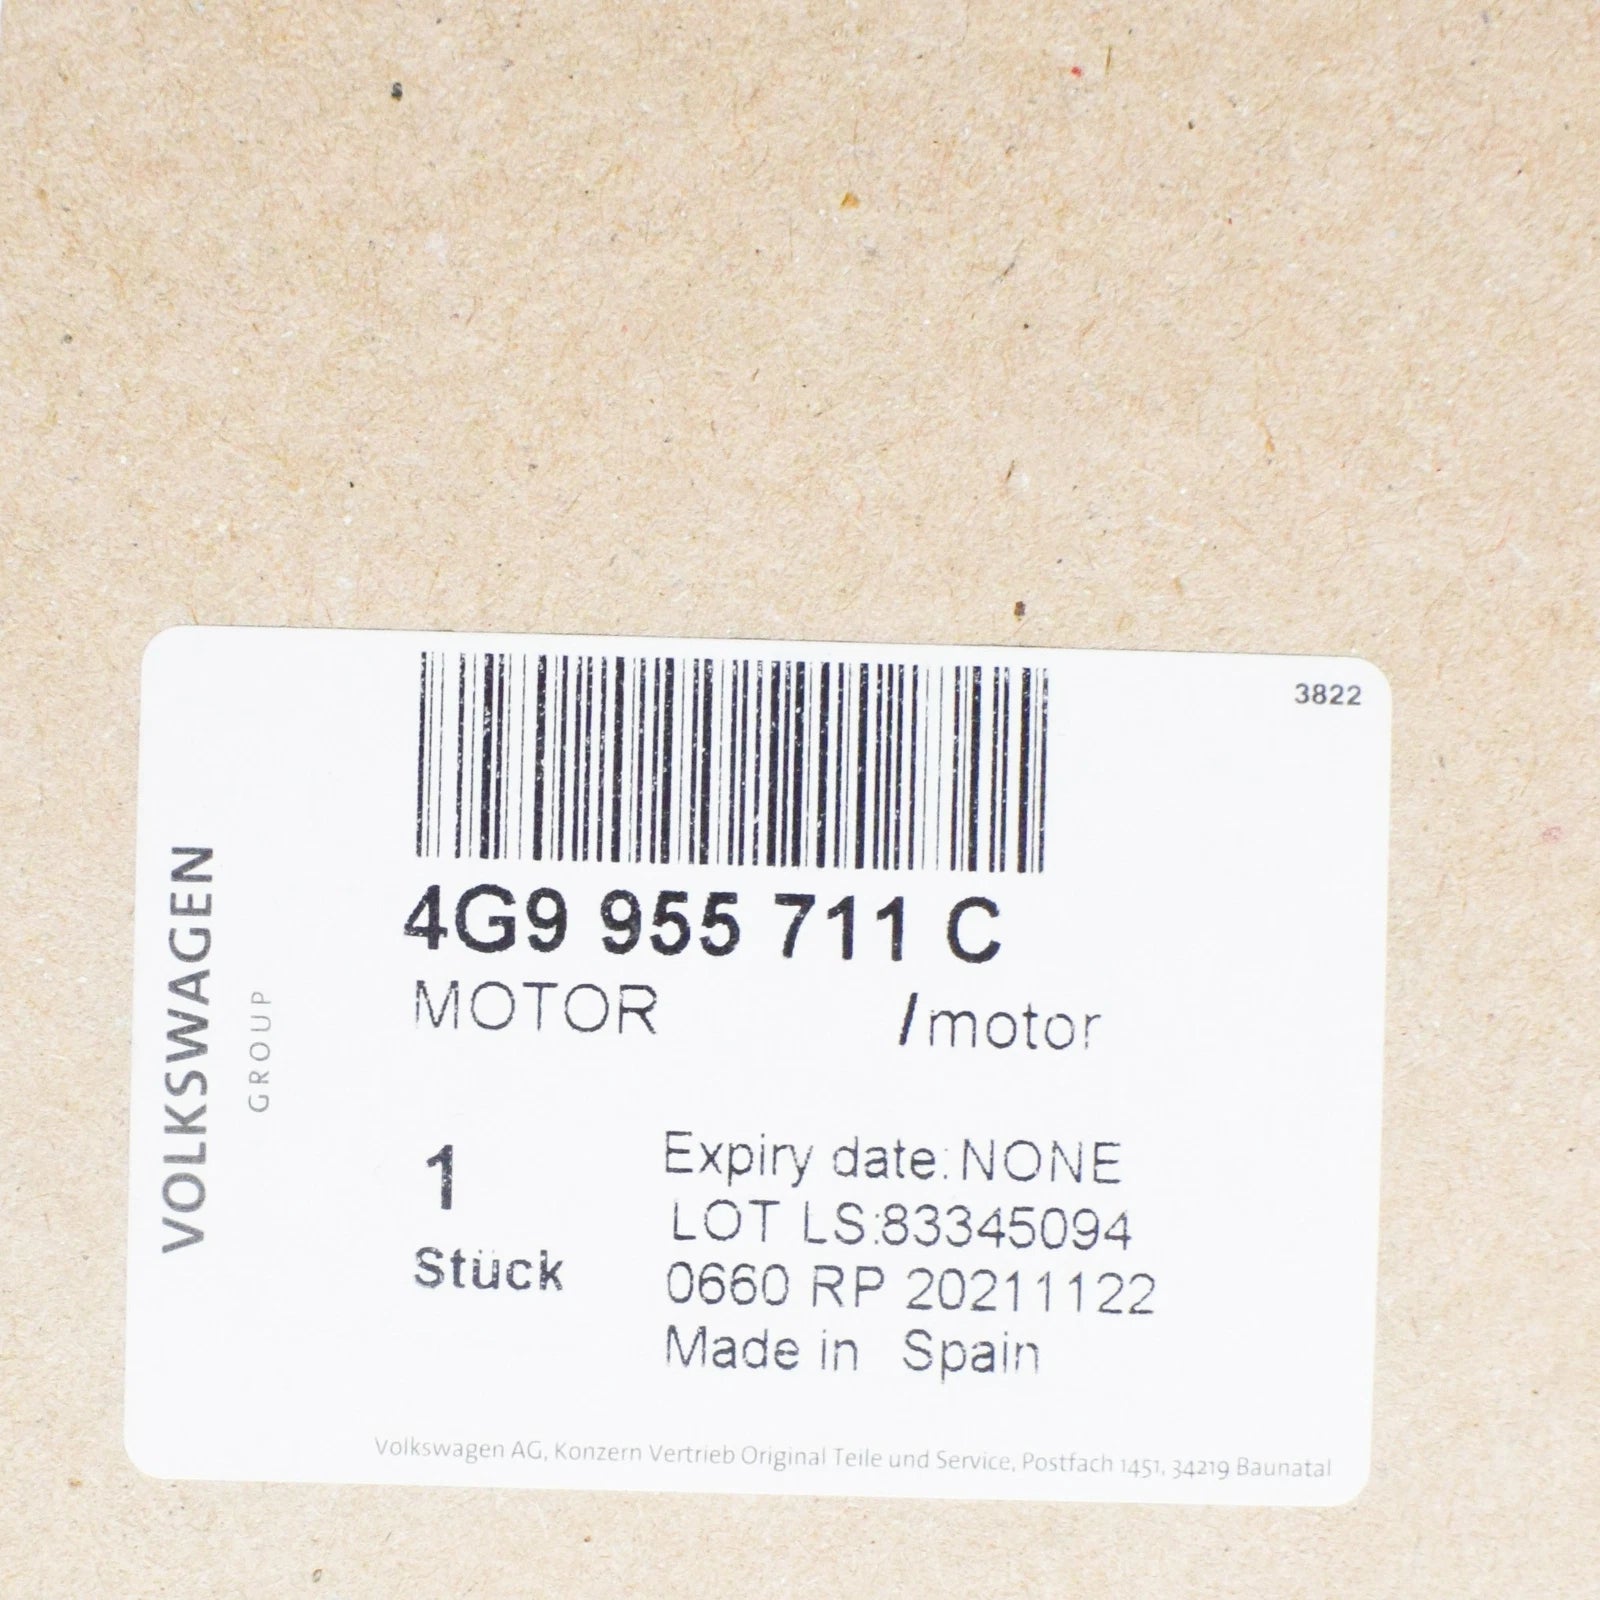 3822
4G9 955 711 C
MOTOR /motor
1
Stück
Expiry date:NONE
LOT LS:83345094
0660 RP 20211122
Made in Spain
VOLKSWAGEN
GROUP
Volkswagen AG, Konzern Vertrieb Original Teile und Service, Postfach 1451, 34219 Baunatal